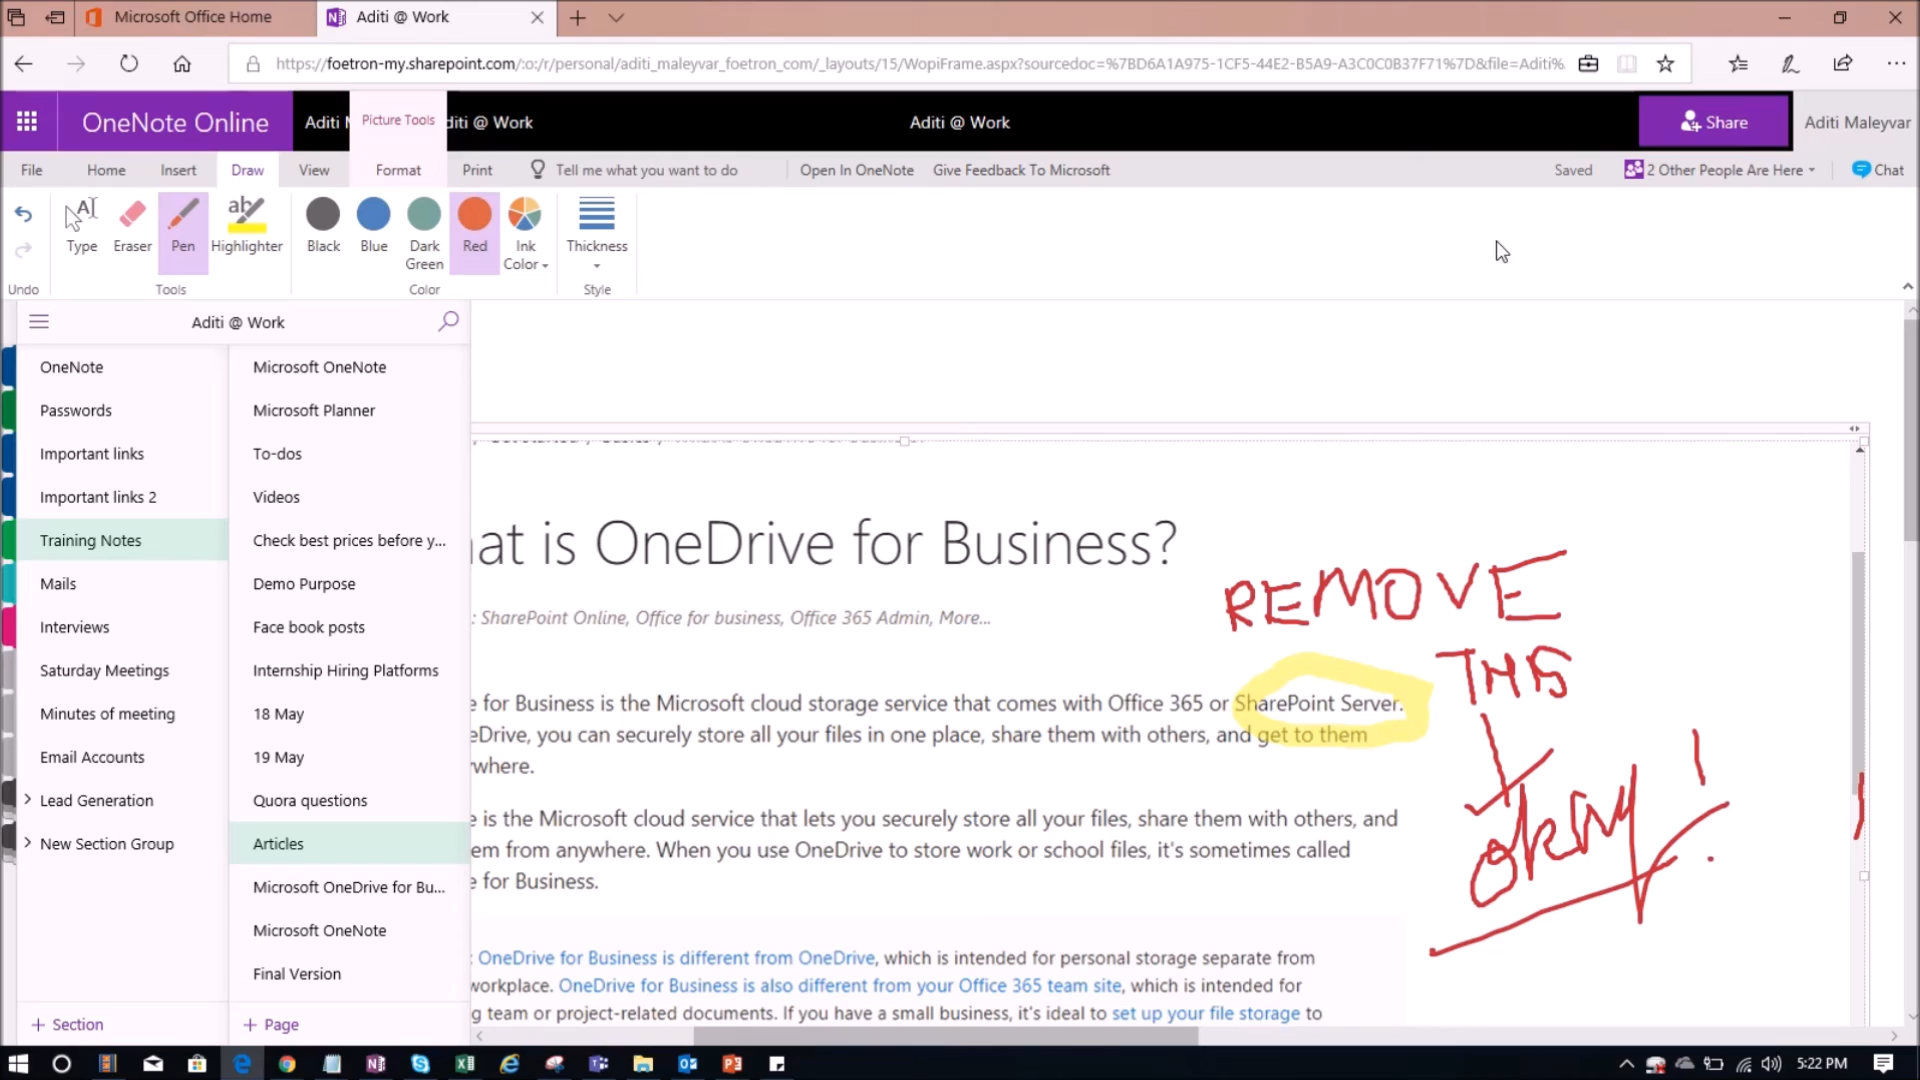 Microsoft Office Home
Aditi @ Work
https://foetron-my.sharepoint.com/:o:/r/personal/aditi_maleyvar_foetron_com/_layouts/15/WopiFrame.aspx?sourcedoc=%7BD6A1A975-1CF5-44E2-B5A9-A3C0C0B37F71%7D&file=Aditi%
OneNote Online
Aditi
Picture Tools
diti @ Work
Aditi @ Work
Share
Aditi Maleyvar
File
Home
Insert
Draw
View
Format
Print
Tell me what you want to do
Open In OneNote
Give Feedback To Microsoft
Saved
2 Other People Are Here
Chat
Type
Eraser
Pen
Highlighter
Black
Blue
Dark
Green
Red
Ink
Color
Thickness
Undo
Tools
Color
Style
Aditi @ Work
OneNote
Passwords
Important links
Important links 2
Training Notes
Mails
Interviews
Saturday Meetings
Minutes of meeting
Email Accounts
Lead Generation
New Section Group
+ Section
Microsoft OneNote
Microsoft Planner
To-dos
Videos
Check best prices before y...
Demo Purpose
Face book posts
Internship Hiring Platforms
18 May
19 May
Quora questions
Articles
Microsoft OneDrive for Bu...
Microsoft OneNote
Final Version
+ Page
hat is OneDrive for Business?
: SharePoint Online, Office for business, Office 365 Admin, More...
REMOVE
THIS
okay!
e for Business is the Microsoft cloud storage service that comes with Office 365 or SharePoint Server.
eDrive, you can securely store all your files in one place, share them with others, and get to them
where.
e is the Microsoft cloud service that lets you securely store all your files, share them with others, and
em from anywhere. When you use OneDrive to store work or school files, it's sometimes called
e for Business.
: OneDrive for Business is different from OneDrive, which is intended for personal storage separate from
workplace. OneDrive for Business is also different from your Office 365 team site, which is intended for
g team or project-related documents. If you have a small business, it's ideal to set up your file storage to
5:22 PM